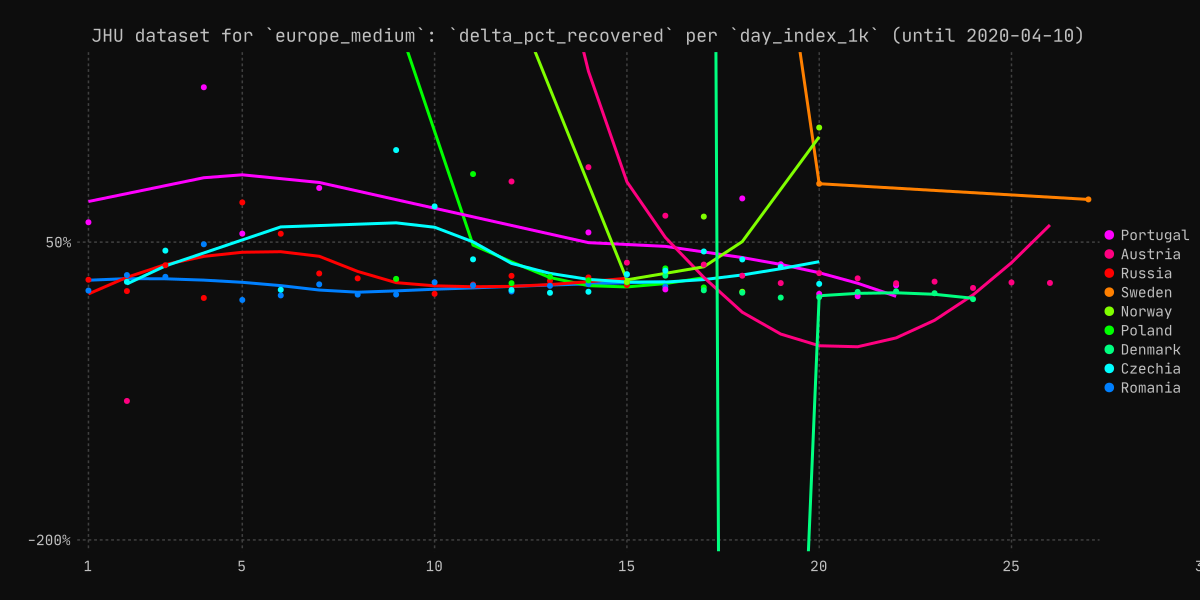 JHU dataset for `europe_medium`: `delta_pct_recovered` per `day_index_1k` (until 2020-04-10)
50%
-200%
1 5 10 15 20 25 3
Portugal
Austria
Russia
Sweden
Norway
Poland
Denmark
Czechia
Romania